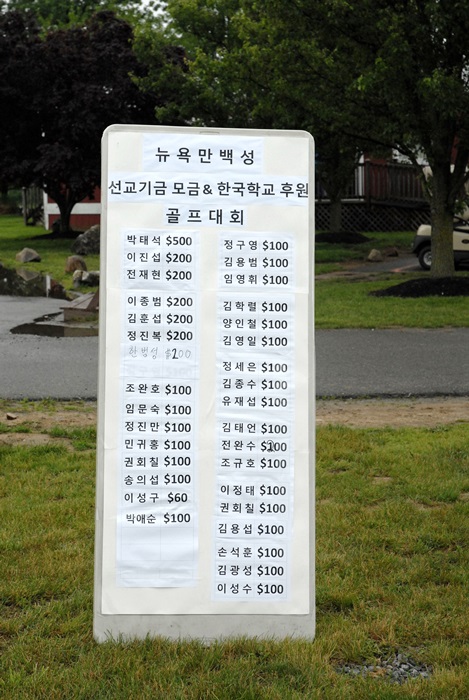 뉴욕만백성
선교기금 모금& 한국학교 후원
골프대회
박태석 $500
이진섭 $200
전재현 $200
이종범 $200
김훈섭 $200
정진복 $200
$200
조완호 $100
임문숙 $100
정진만 $100
민귀홍 $100
권회칠 $100
송의섭 $100
이성구 $60
박애순 $100
정구영 $100
김용범 $100
임영휘 $100
김학렬 $100
양인철 $100
김영일 $100
정세은 $100
김종수 $100
유재섭 $100
김태언 $100
전완수 $200
조규호 $100
이정태 $100
권회칠 $100
김용섭 $100
손석훈 $100
김광성 $100
이성수 $100